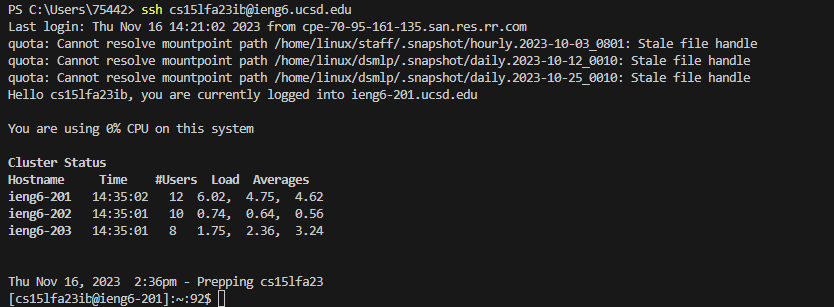 PS C:\Users\75442> ssh cs15lfa23ib@ieng6.ucsd.edu
Last login: Thu Nov 16 14:21:02 2023 from cpe-70-95-161-135.san.res.rr.com
quota: Cannot resolve mountpoint path /home/linux/staff/.snapshot/hourly.2023-10-03_0801: Stale file handle
quota: Cannot resolve mountpoint path /home/linux/dsmlp/.snapshot/daily.2023-10-12_0010: Stale file handle
quota: Cannot resolve mountpoint path /home/linux/dsmlp/.snapshot/daily.2023-10-25_0010: Stale file handle
Hello cs15lfa23ib, you are currently logged into ieng6-201.ucsd.edu
You are using 0% CPU on this system
Cluster Status
Hostname     Time    #Users  Load  Averages
ieng6-201   14:35:02   12  6.02,  4.75,  4.62
ieng6-202   14:35:01   10  0.74,  0.64,  0.56
ieng6-203   14:35:01   8   1.75,  2.36,  3.24
Thu Nov 16, 2023  2:36pm - Prepping cs15lfa23
[cs15lfa23ib@ieng6-201]:~:92$